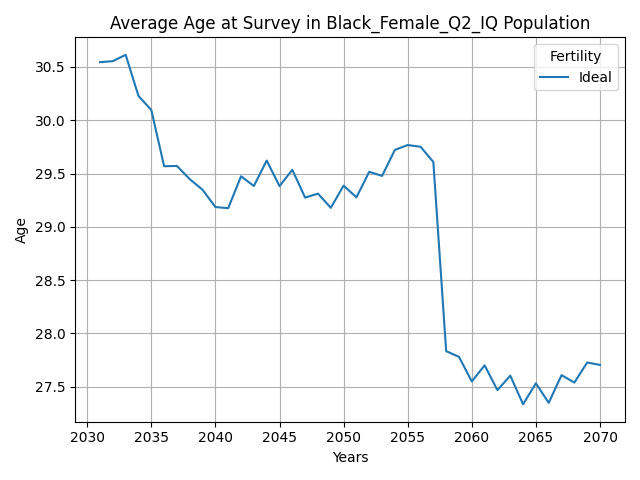 Average Age at Survey in Black_Female_Q2_IQ Population
Fertility
Ideal
30.5
30.0
29.5
29.0
28.5
28.0
27.5
Age
2030 2035 2040 2045 2050 2055 2060 2065 2070
Years